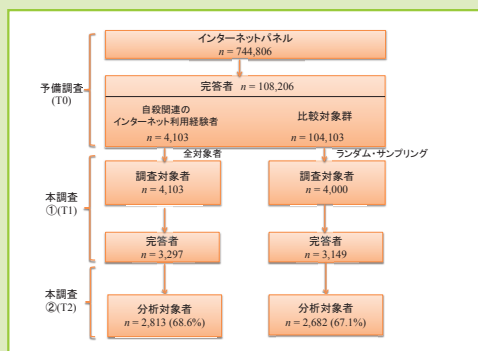 インターネットパネル
n = 744,806
予備調査
(T0)
完答者 n = 108,206
自殺関連の
インターネット利用経験者
n = 4,103
比較対象群
n = 104,103
全対象者
ランダム・サンプリング
本調査
①(T1)
調査対象者
n = 4,103
調査対象者
n = 4,000
完答者
n = 3,297
完答者
n = 3,149
本調査
②(T2)
分析対象者
n = 2,813 (68.6%)
分析対象者
n = 2,682 (67.1%)